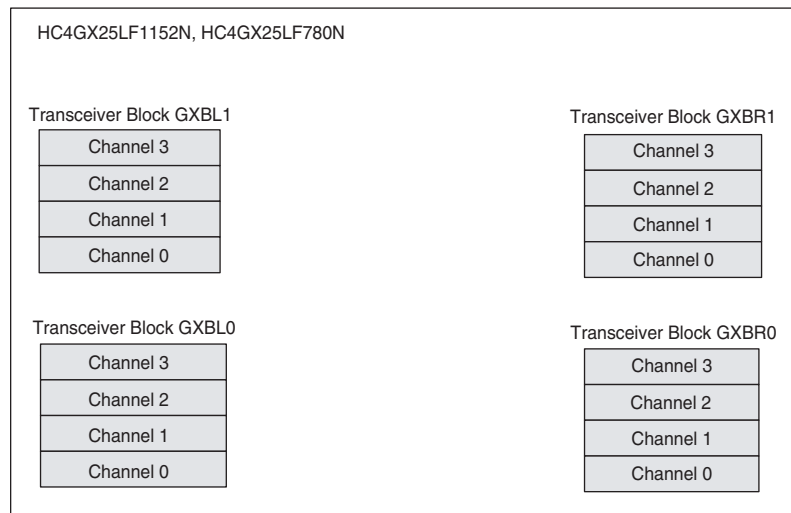 HC4GX25LF1152N, HC4GX25LF780N
Transceiver Block GXBL1
Channel 3
Channel 2
Channel 1
Channel 0
Transceiver Block GXBR1
Channel 3
Channel 2
Channel 1
Channel 0
Transceiver Block GXBL0
Channel 3
Channel 2
Channel 1
Channel 0
Transceiver Block GXBR0
Channel 3
Channel 2
Channel 1
Channel 0